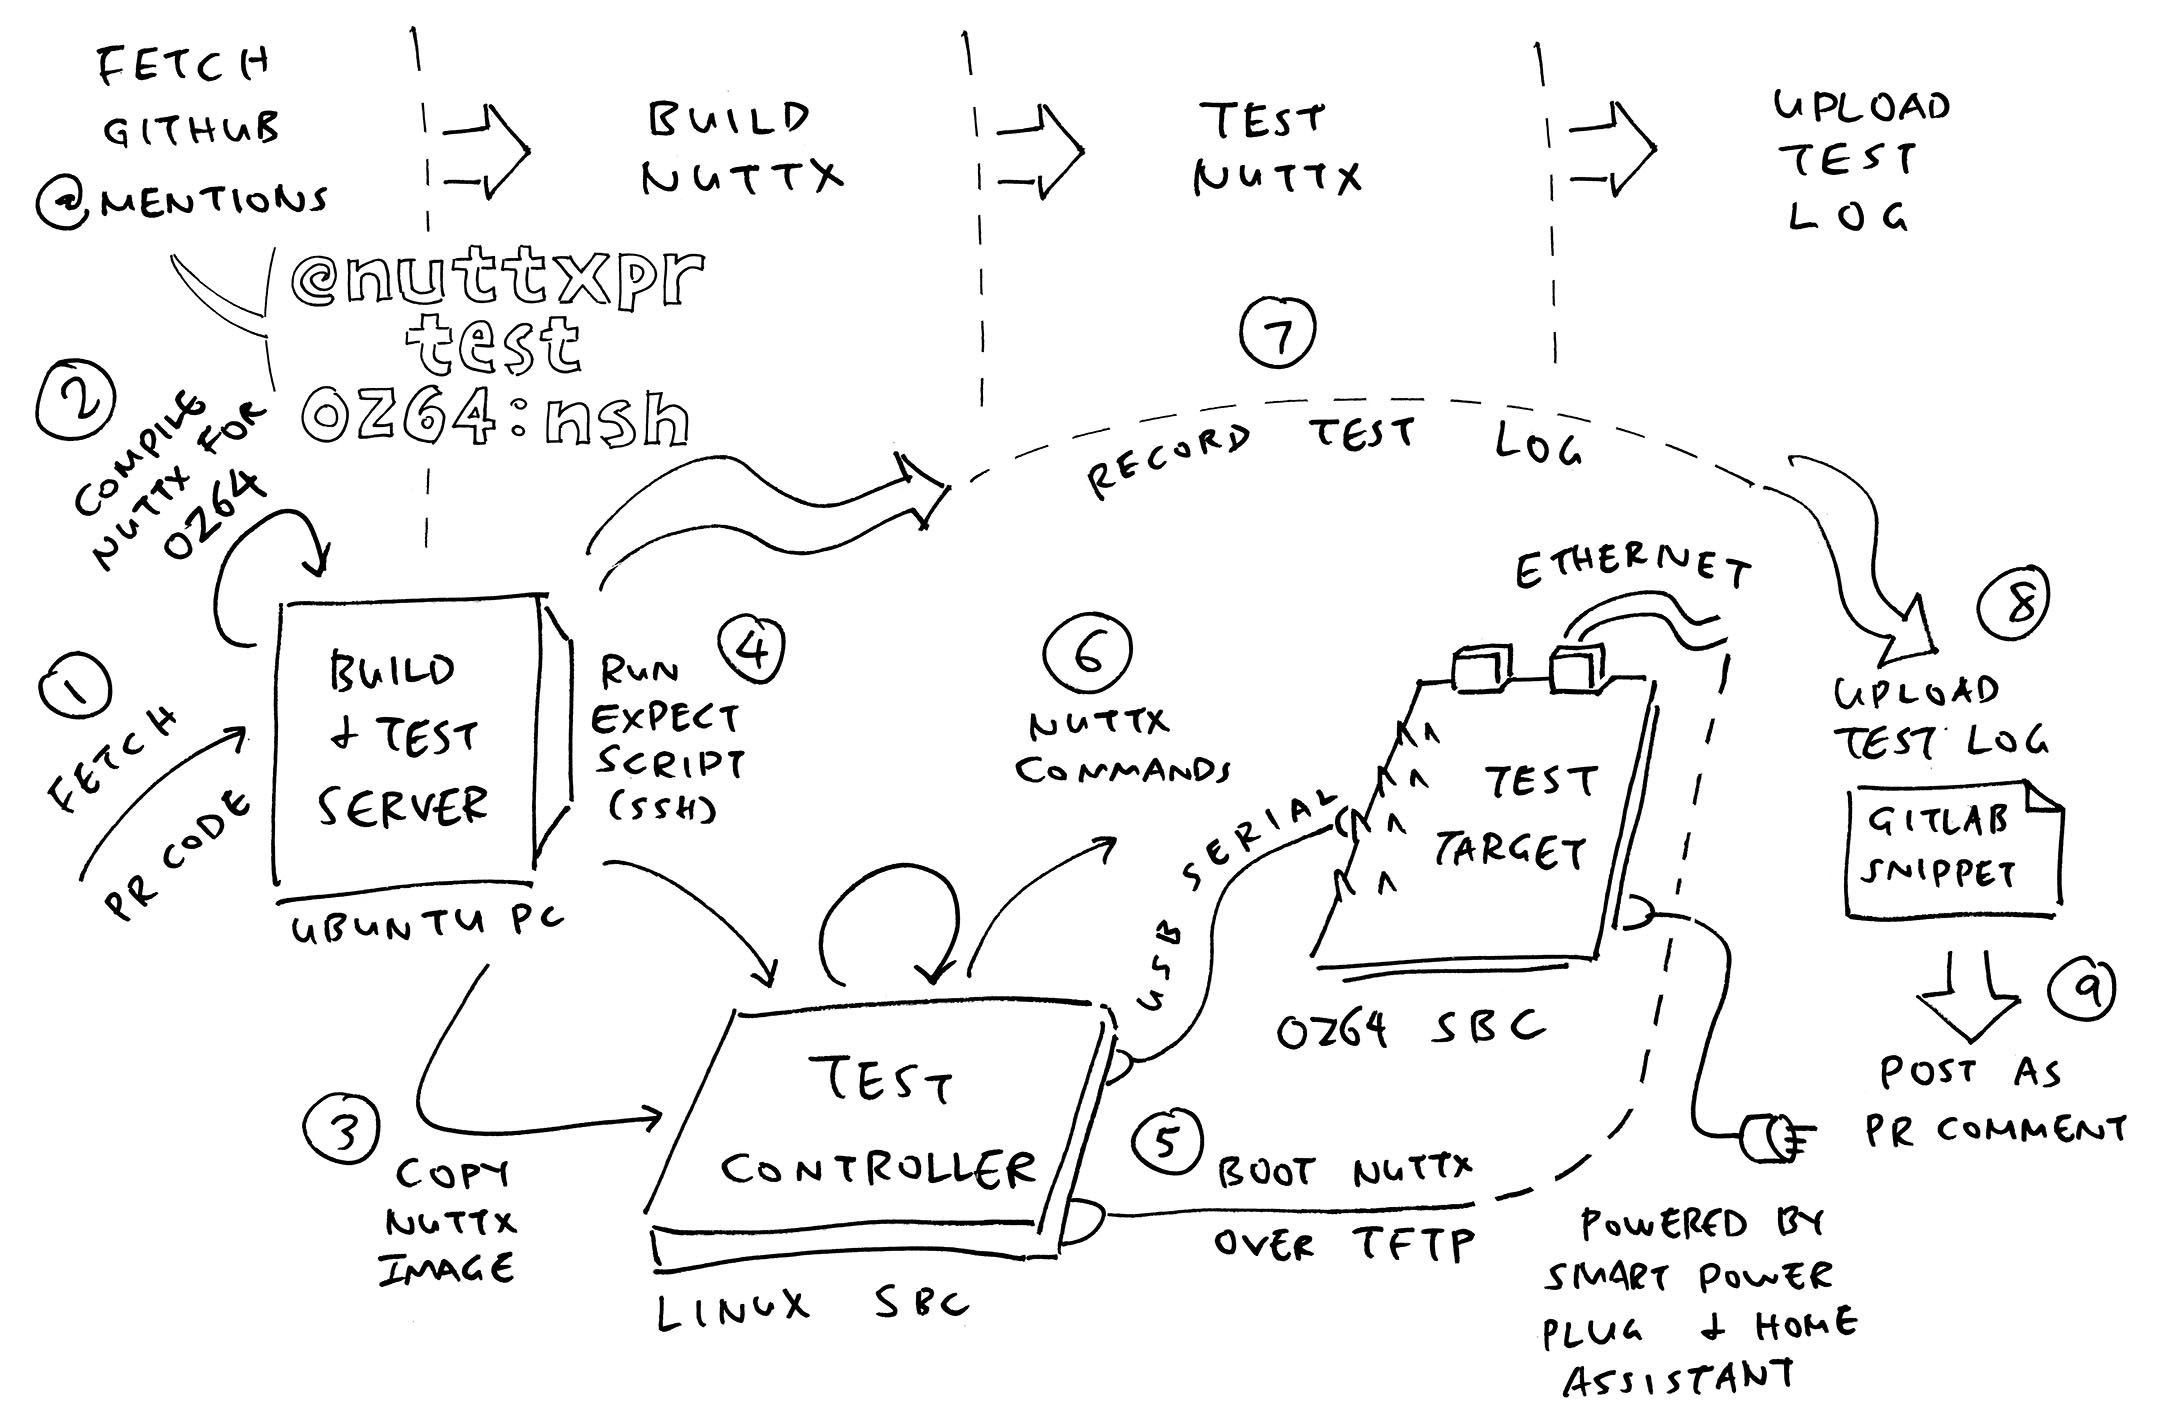 FETCH
GITHUB
@MENTIONS
BUILD
NUTTX
TEST
NUTTX
UPLOAD
TEST
LOG
@nuttxpr
test
oz64:nsh
2
COMPILE
NUTTX FOR
OZ64
7
RECORD TEST LOG
1
FETCH
PR CODE
BUILD
& TEST
SERVER
UBUNTU PC
4
RUN
EXPECT
SCRIPT
(SSH)
3
COPY
NUTTX
IMAGE
TEST
CONTROLLER
LINUX SBC
6
NUTTX
COMMANDS
USB SERIAL
ETHERNET
TEST
TARGET
OZ64 SBC
5
BOOT NUTTX
OVER TFTP
POWERED BY
SMART POWER
PLUG & HOME
ASSISTANT
8
UPLOAD
TEST LOG
GITLAB
SNIPPET
9
POST AS
PR COMMENT